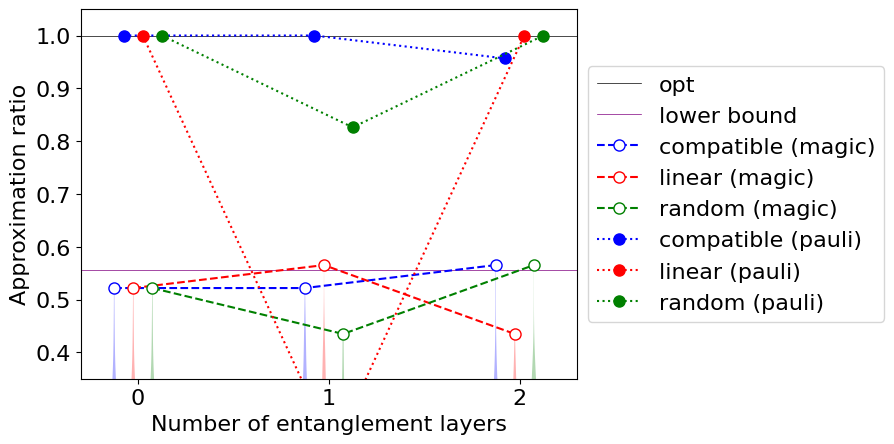 1.0
0.9
0.8
0.7
0.6
0.5
0.4
Approximation ratio
0 1 2
Number of entanglement layers
opt
lower bound
compatible (magic)
linear (magic)
random (magic)
compatible (pauli)
linear (pauli)
random (pauli)